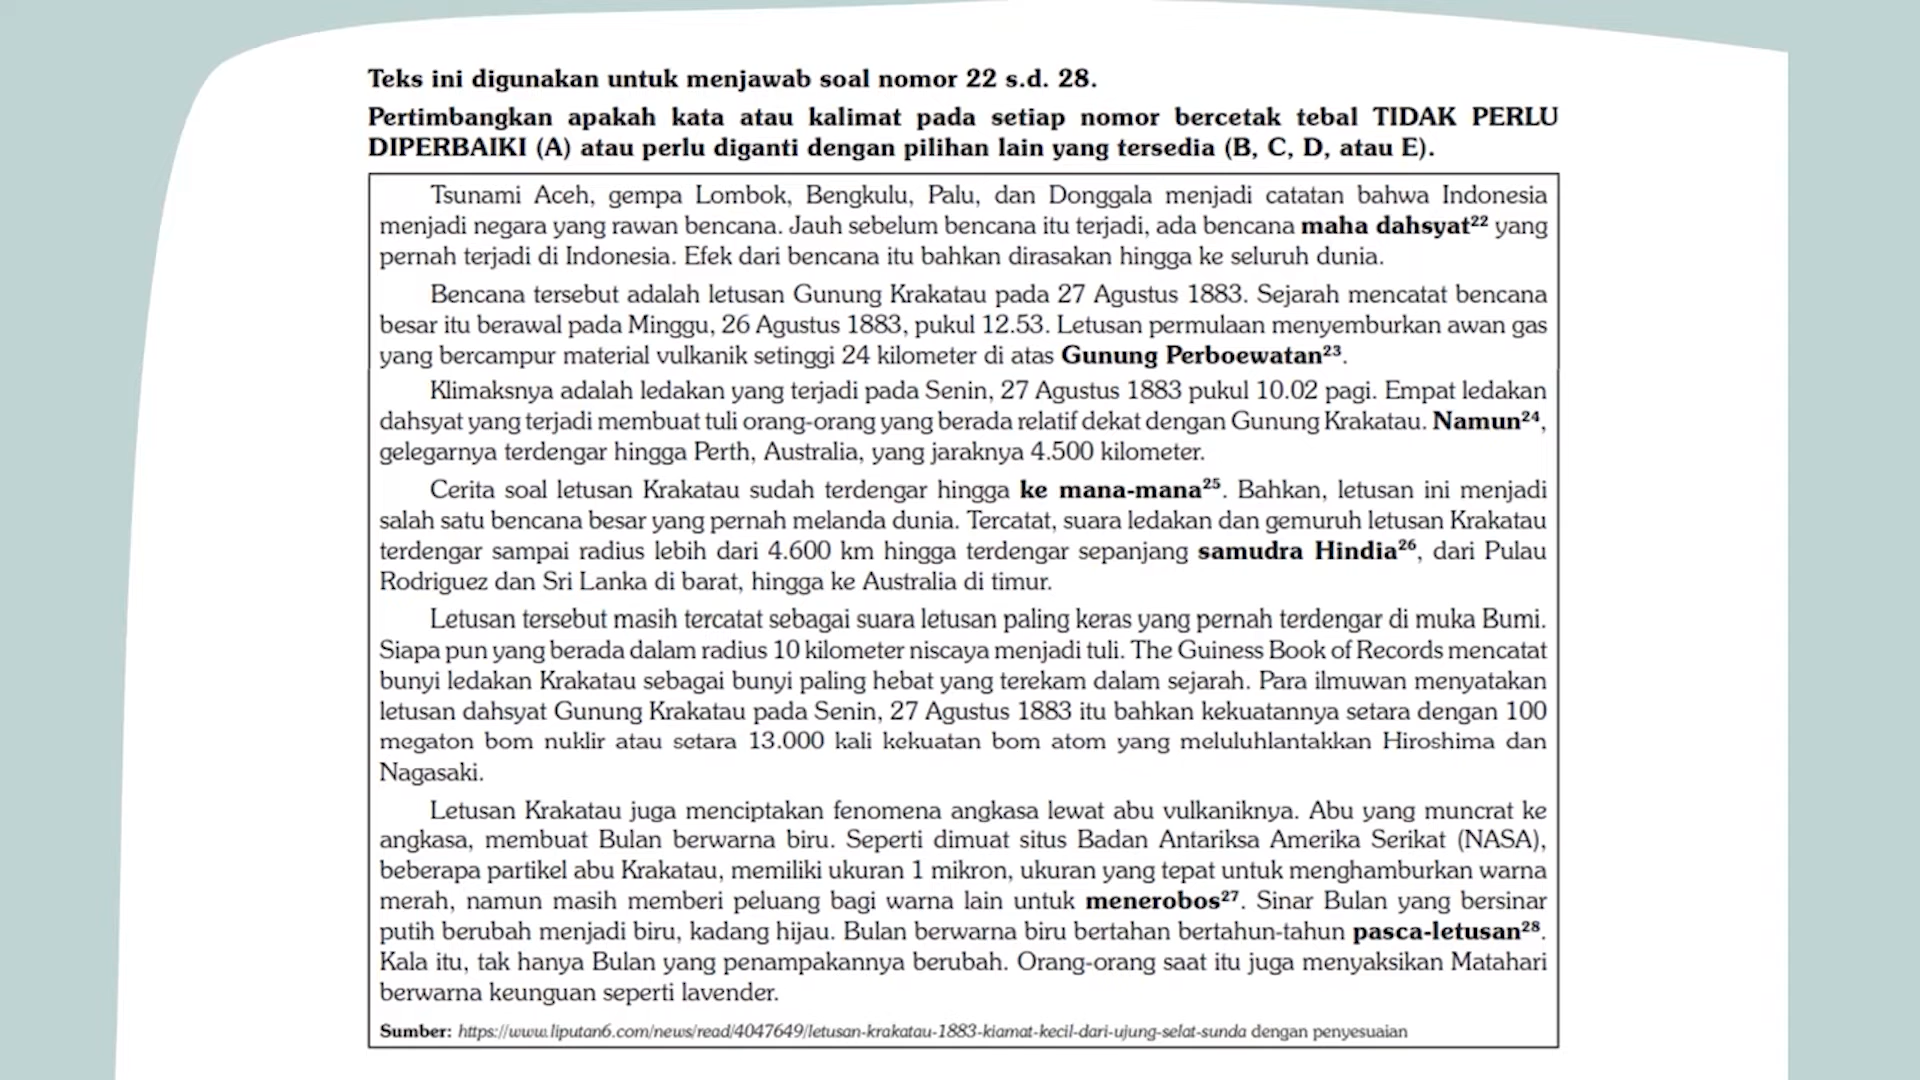 Teks ini digunakan untuk menjawab soal nomor 22 s.d. 28.
Pertimbangkan apakah kata atau kalimat pada setiap nomor bercetak tebal TIDAK PERLU
DIPERBAIKI (A) atau perlu diganti dengan pilihan lain yang tersedia (B, C, D, atau E).
Tsunami Aceh, gempa Lombok, Bengkulu, Palu, dan Donggala menjadi catatan bahwa Indonesia
menjadi negara yang rawan bencana. Jauh sebelum bencana itu terjadi, ada bencana maha dahsyat²² yang
pernah terjadi di Indonesia. Efek dari bencana itu bahkan dirasakan hingga ke seluruh dunia.
Bencana tersebut adalah letusan Gunung Krakatau pada 27 Agustus 1883. Sejarah mencatat bencana
besar itu berawal pada Minggu, 26 Agustus 1883, pukul 12.53. Letusan permulaan menyemburkan awan gas
yang bercampur material vulkanik setinggi 24 kilometer di atas Gunung Perboewatan²³.
Klimaksnya adalah ledakan yang terjadi pada Senin, 27 Agustus 1883 pukul 10.02 pagi. Empat ledakan
dahsyat yang terjadi membuat tuli orang-orang yang berada relatif dekat dengan Gunung Krakatau. Namun²⁴,
gelegarnya terdengar hingga Perth, Australia, yang jaraknya 4.500 kilometer.
Cerita soal letusan Krakatau sudah terdengar hingga ke mana-mana²⁵. Bahkan, letusan ini menjadi
salah satu bencana besar yang pernah melanda dunia. Tercatat, suara ledakan dan gemuruh letusan Krakatau
terdengar sampai radius lebih dari 4.600 km hingga terdengar sepanjang samudra Hindia²⁶, dari Pulau
Rodriguez dan Sri Lanka di barat, hingga ke Australia di timur.
Letusan tersebut masih tercatat sebagai suara letusan paling keras yang pernah terdengar di muka Bumi.
Siapa pun yang berada dalam radius 10 kilometer niscaya menjadi tuli. The Guiness Book of Records mencatat
bunyi ledakan Krakatau sebagai bunyi paling hebat yang terekam dalam sejarah. Para ilmuwan menyatakan
letusan dahsyat Gunung Krakatau pada Senin, 27 Agustus 1883 itu bahkan kekuatannya setara dengan 100
megaton bom nuklir atau setara 13.000 kali kekuatan bom atom yang meluluhlantakkan Hiroshima dan
Nagasaki.
Letusan Krakatau juga menciptakan fenomena angkasa lewat abu vulkaniknya. Abu yang muncrat ke
angkasa, membuat Bulan berwarna biru. Seperti dimuat situs Badan Antariksa Amerika Serikat (NASA),
beberapa partikel abu Krakatau, memiliki ukuran 1 mikron, ukuran yang tepat untuk menghamburkan warna
merah, namun masih memberi peluang bagi warna lain untuk menerobos²⁷. Sinar Bulan yang bersinar
putih berubah menjadi biru, kadang hijau. Bulan berwarna biru bertahan bertahun-tahun pasca-letusan²⁸.
Kala itu, tak hanya Bulan yang penampakannya berubah. Orang-orang saat itu juga menyaksikan Matahari
berwarna keunguan seperti lavender.
Sumber: https://www.liputan6.com/news/read/4047649/letusan-krakatau-1883-kiamat-kecil-dari-ujung-selat-sunda dengan penyesuaian